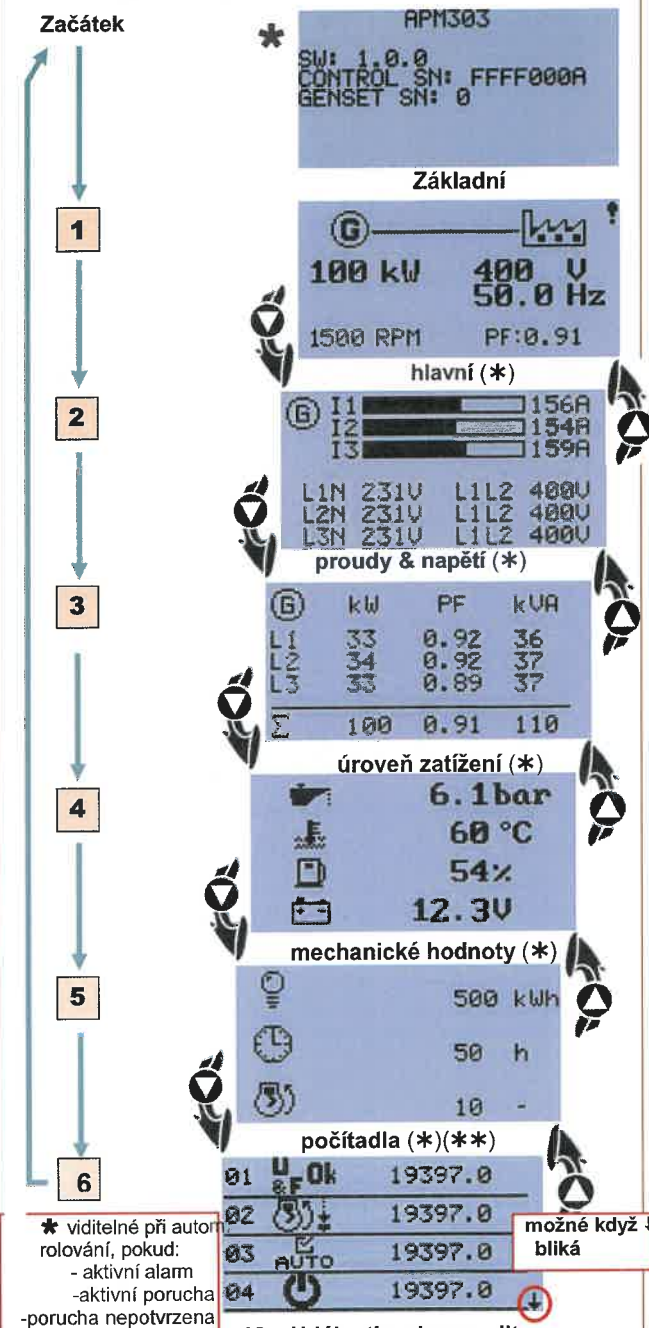 Začátek
*
APM303
SW: 1.0.0
CONTROL SN: FFFF000A
GENSET SN: 0
Základní
1
G
!
100 kW 400 V
50.0 Hz
1500 RPM PF:0.91
hlavní (*)
2
G I1 156A
I2 154A
I3 159A
L1N 231V L1L2 400V
L2N 231V L1L2 400V
L3N 231V L1L2 400V
proudy & napětí (*)
3
G kW PF kVA
L1 33 0.92 36
L2 34 0.92 37
L3 33 0.89 37
Σ 100 0.91 110
úroveň zatížení (*)
4
6.1bar
60 °C
54%
12.3V
mechanické hodnoty (*)
5
500 kWh
50 h
10 -
počítadla (*)(**)
6
01 U&F Ok 19397.0
02 19397.0
03 AUTO 19397.0
04 19397.0
* viditelné při autom
rolování, pokud:
- aktivní alarm
-aktivní porucha
-porucha nepotvrzena
možné když ↓
bliká